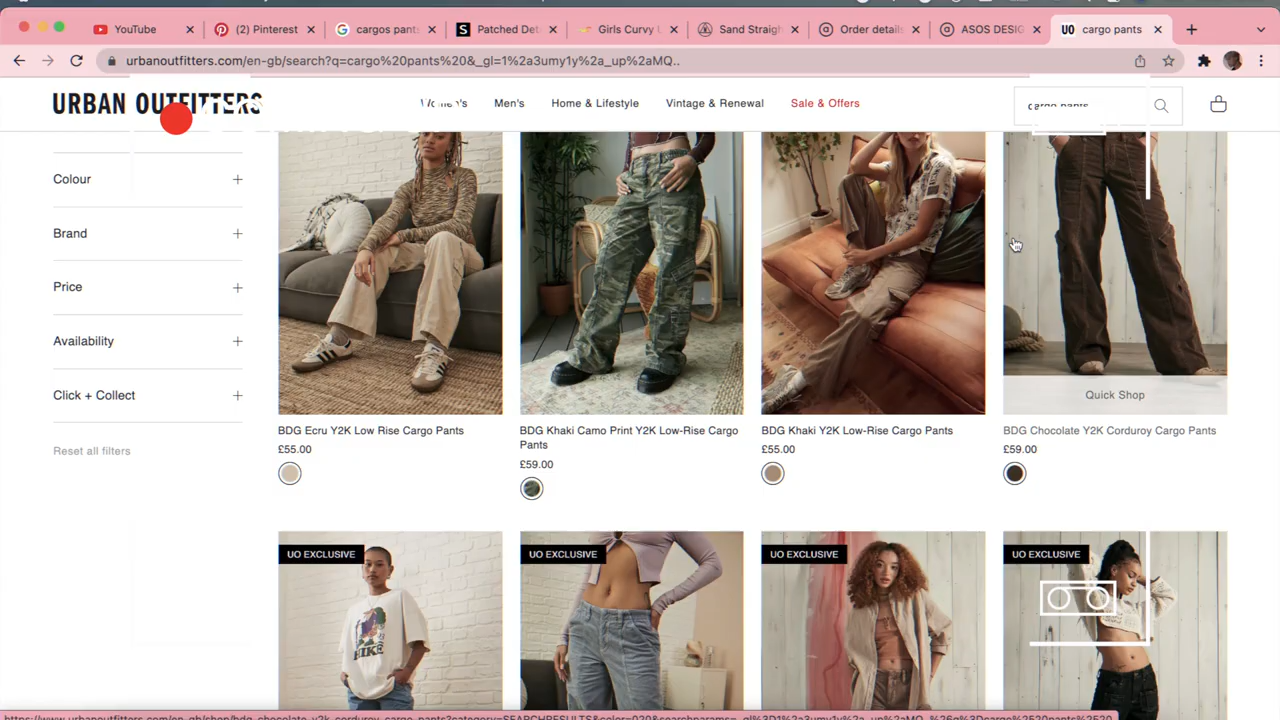 YouTube
(2) Pinterest
cargos pants
Patched Det
Girls Curvy L
Sand Straigh
Order details
ASOS DESIG
UO cargo pants
urbanoutfitters.com/en-gb/search?q=cargo%20pants%20&_gl=1%2a3umy1y%2a_up%2aMQ..
URBAN OUTFITTERS
Women's
Men's
Home & Lifestyle
Vintage & Renewal
Sale & Offers
cargo pants
Colour
Brand
Price
Availability
Click + Collect
Reset all filters
Quick Shop
BDG Ecru Y2K Low Rise Cargo Pants
£55.00
BDG Khaki Camo Print Y2K Low-Rise Cargo
Pants
£59.00
BDG Khaki Y2K Low-Rise Cargo Pants
£55.00
BDG Chocolate Y2K Corduroy Cargo Pants
£59.00
UO EXCLUSIVE
UO EXCLUSIVE
UO EXCLUSIVE
UO EXCLUSIVE